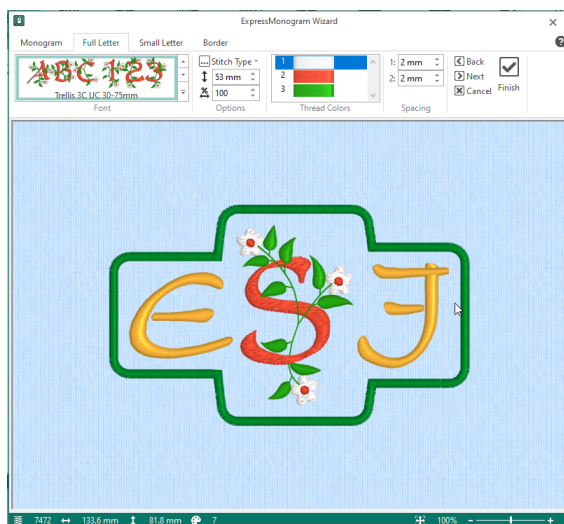 ExpressMonogram Wizard
Monogram Full Letter Small Letter Border
ABC 123
Trellis 3C UC 30-75mm
Font
Stitch Type
53 mm
100
Options
1
2
3
Thread Colors
1: 2 mm
2: 2 mm
Spacing
Back
Next
Cancel
Finish
E S J
7472 133.6 mm 81.8 mm 7 100%